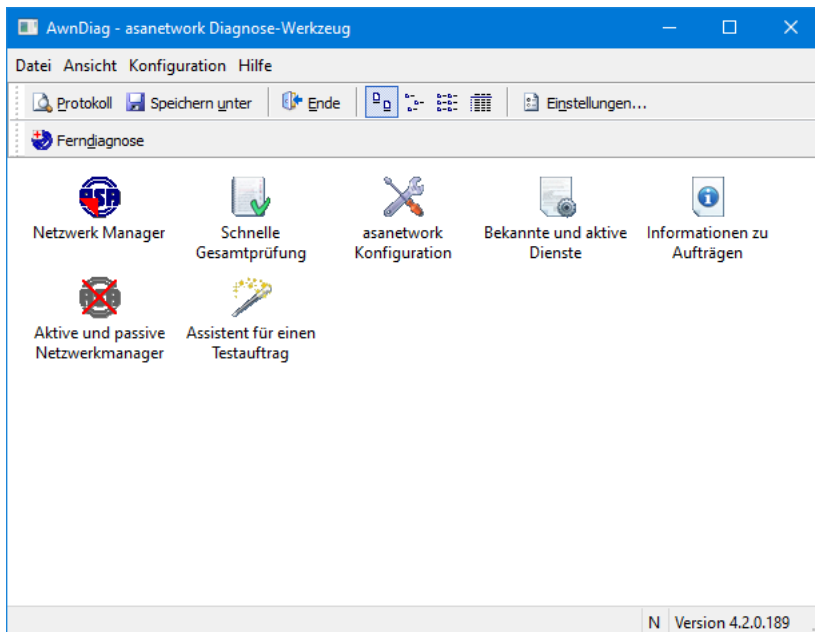 AwnDiag - asanetwork Diagnose-Werkzeug
Datei Ansicht Konfiguration Hilfe
Protokoll Speichern unter Ende Einstellungen...
Ferndiagnose
ASA
Netzwerk Manager
Schnelle
Gesamtprüfung
asanetwork
Konfiguration
Bekannte und aktive
Dienste
Informationen zu
Aufträgen
Aktive und passive
Netzwerkmanager
Assistent für einen
Testauftrag
N Version 4.2.0.189